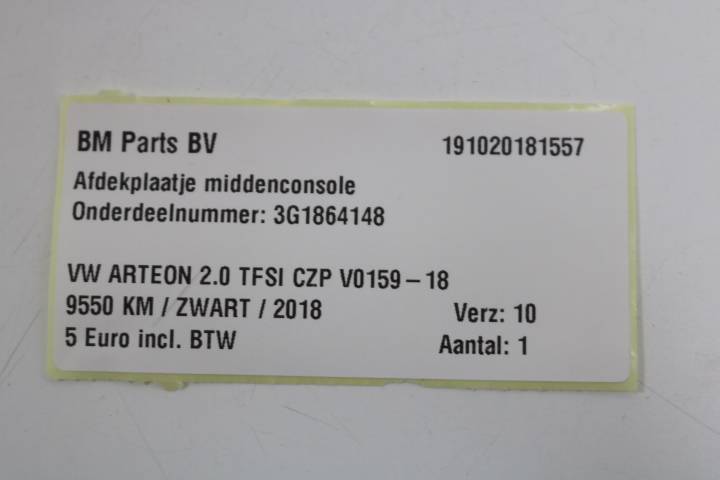 BM Parts BV 191020181557
Afdekplaatje middenconsole
Onderdeelnummer: 3G1864148
VW ARTEON 2.0 TFSI CZP V0159 – 18
9550 KM / ZWART / 2018 Verz: 10
5 Euro incl. BTW Aantal: 1